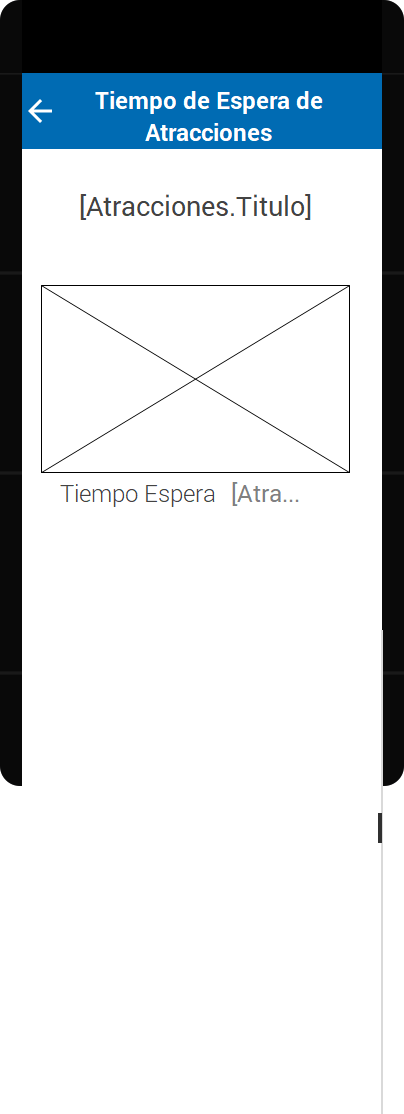 Tiempo de Espera de
Atracciones
[Atracciones.Titulo]
Tiempo Espera [Atra...